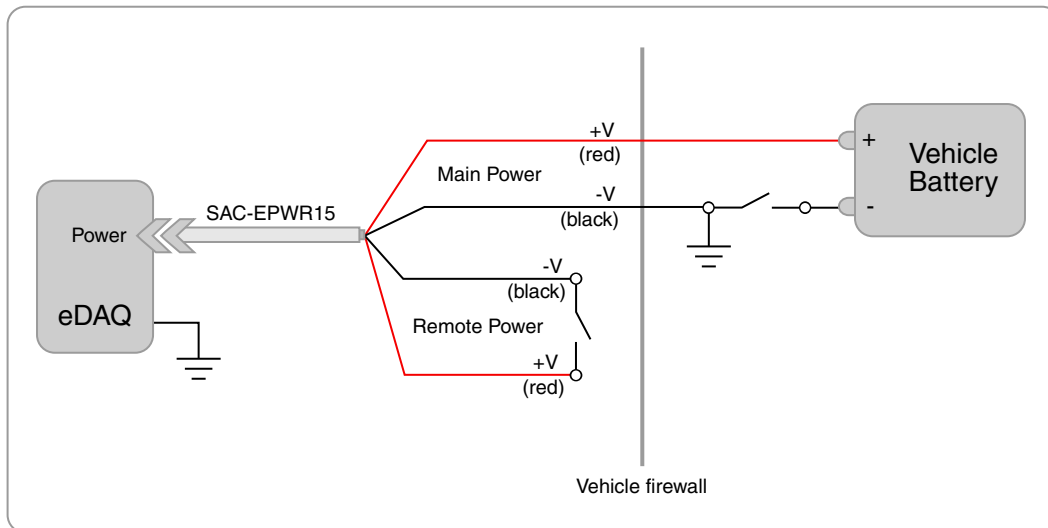 +V
(red)
Main Power
+
Vehicle
Battery
-V
(black)
-
SAC-EPWR15
Power
eDAQ
-V
(black)
Remote Power
+V
(red)
Vehicle firewall